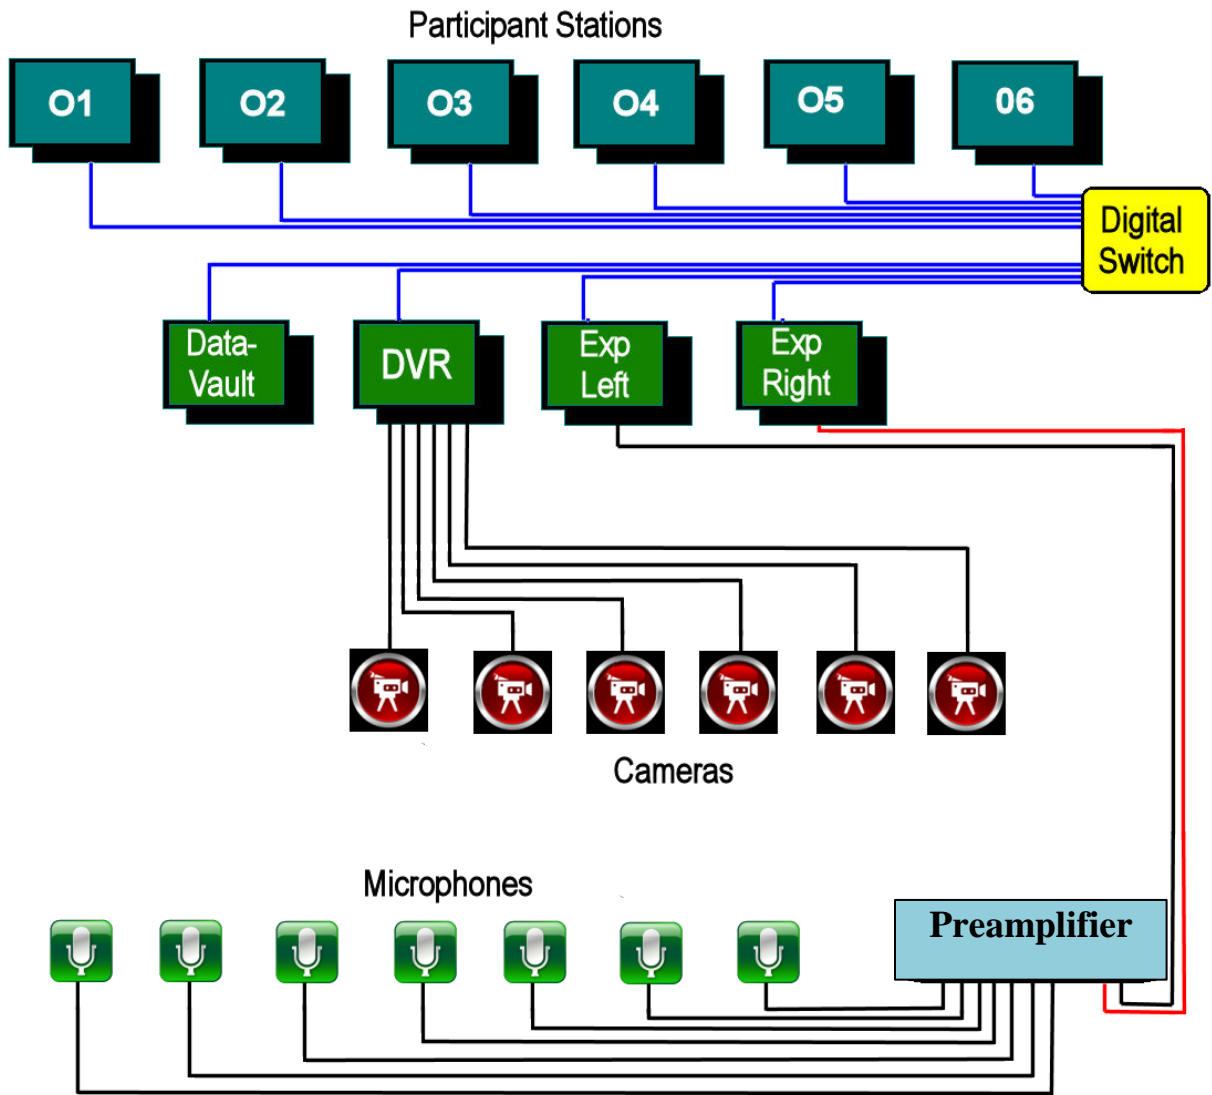 Participant Stations
O1
O2
O3
O4
O5
06
Digital
Switch
Data-
Vault
DVR
Exp
Left
Exp
Right
Cameras
Microphones
Preamplifier